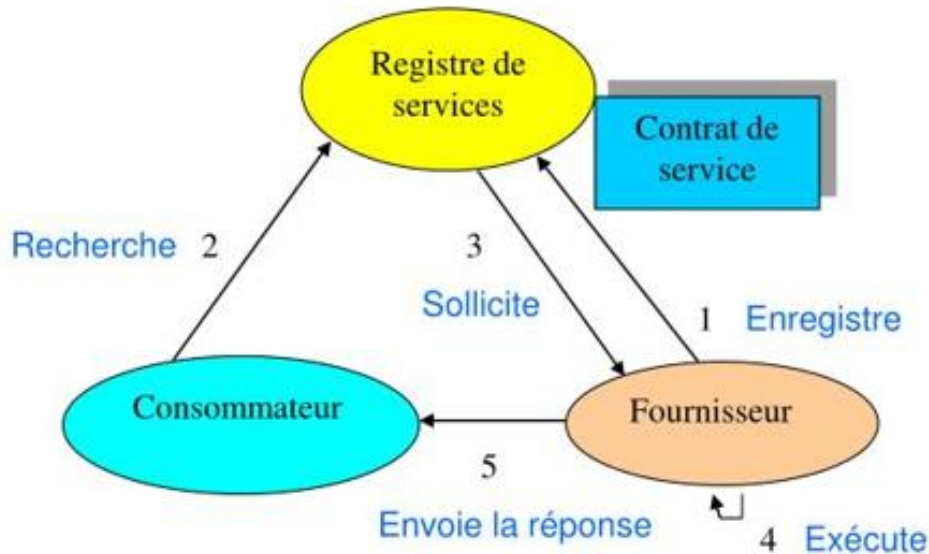 Registre de
services
Contrat de
service
Recherche 2
3
Sollicite
1 Enregistre
Consommateur
Fournisseur
5
Envoie la réponse
4 Exécute